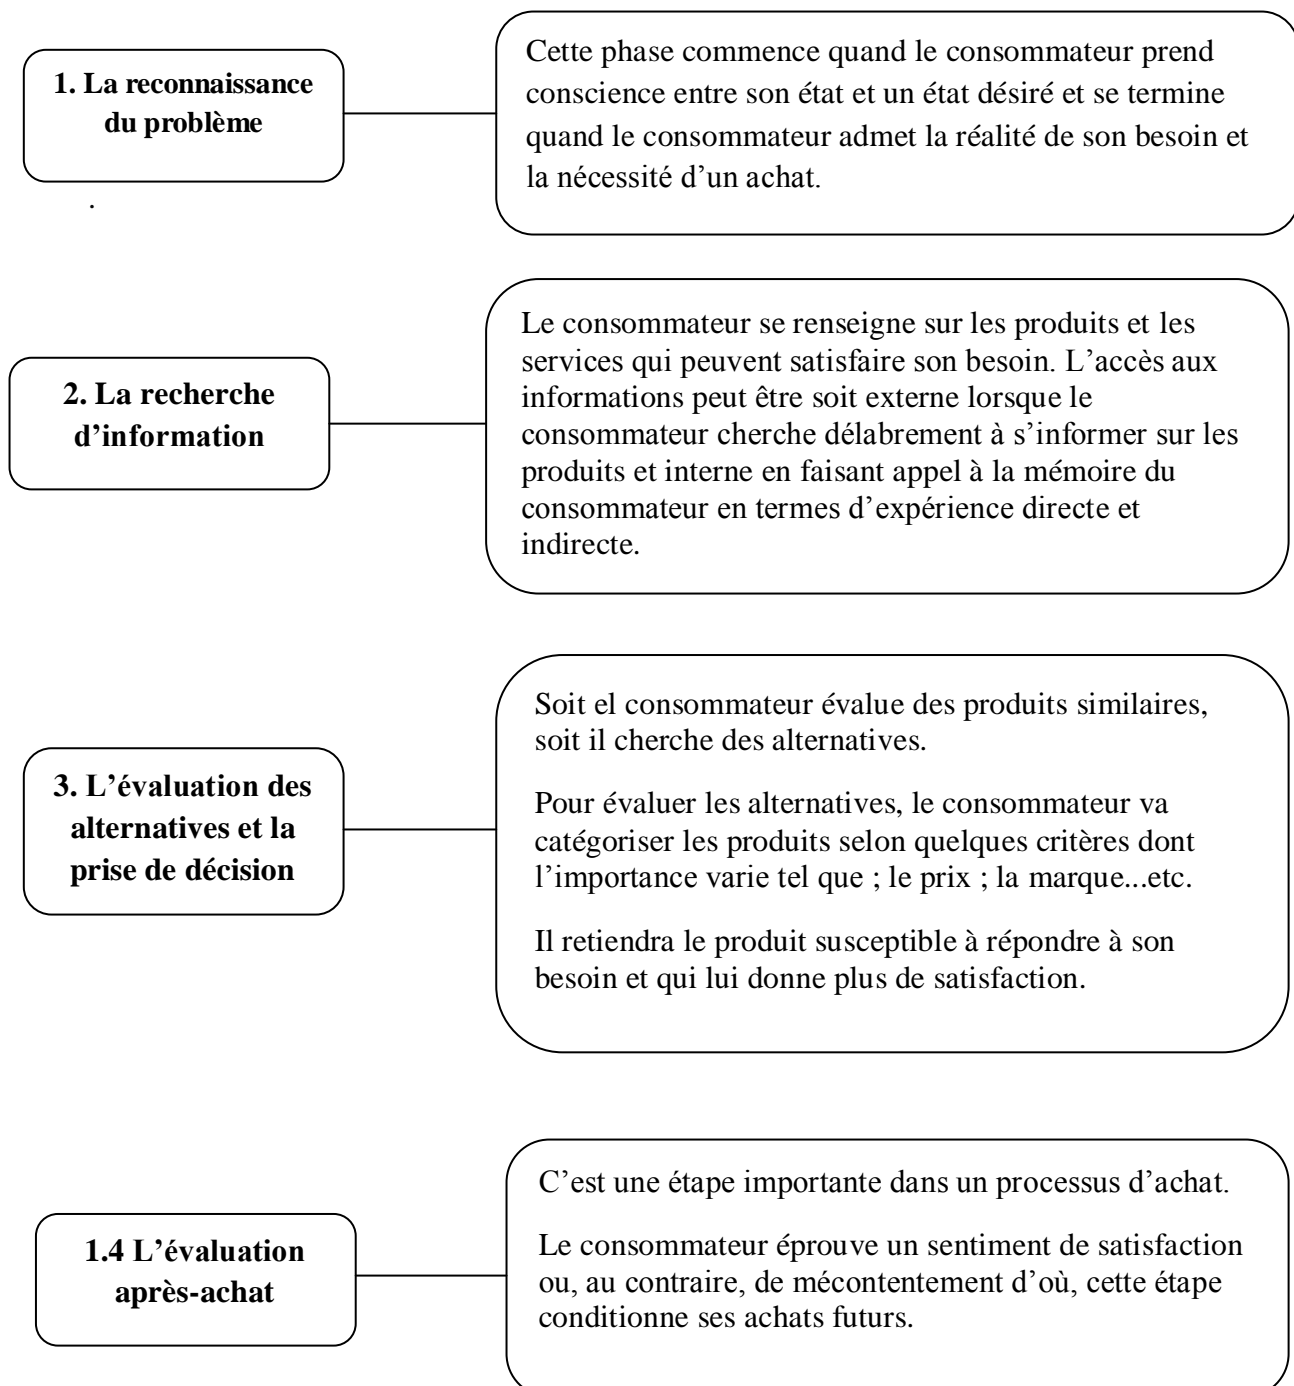 1. La reconnaissance
du problème
.
Cette phase commence quand le consommateur prend
conscience entre son état et un état désiré et se termine
quand le consommateur admet la réalité de son besoin et
la nécessité d’un achat.
2. La recherche
d’information
Le consommateur se renseigne sur les produits et les
services qui peuvent satisfaire son besoin. L’accès aux
informations peut être soit externe lorsque le
consommateur cherche délabrement à s’informer sur les
produits et interne en faisant appel à la mémoire du
consommateur en termes d’expérience directe et
indirecte.
3. L’évaluation des
alternatives et la
prise de décision
Soit el consommateur évalue des produits similaires,
soit il cherche des alternatives.
Pour évaluer les alternatives, le consommateur va
catégoriser les produits selon quelques critères dont
l’importance varie tel que ; le prix ; la marque...etc.
Il retiendra le produit susceptible à répondre à son
besoin et qui lui donne plus de satisfaction.
1.4 L’évaluation
après-achat
C’est une étape importante dans un processus d’achat.
Le consommateur éprouve un sentiment de satisfaction
ou, au contraire, de mécontentement d’où, cette étape
conditionne ses achats futurs.